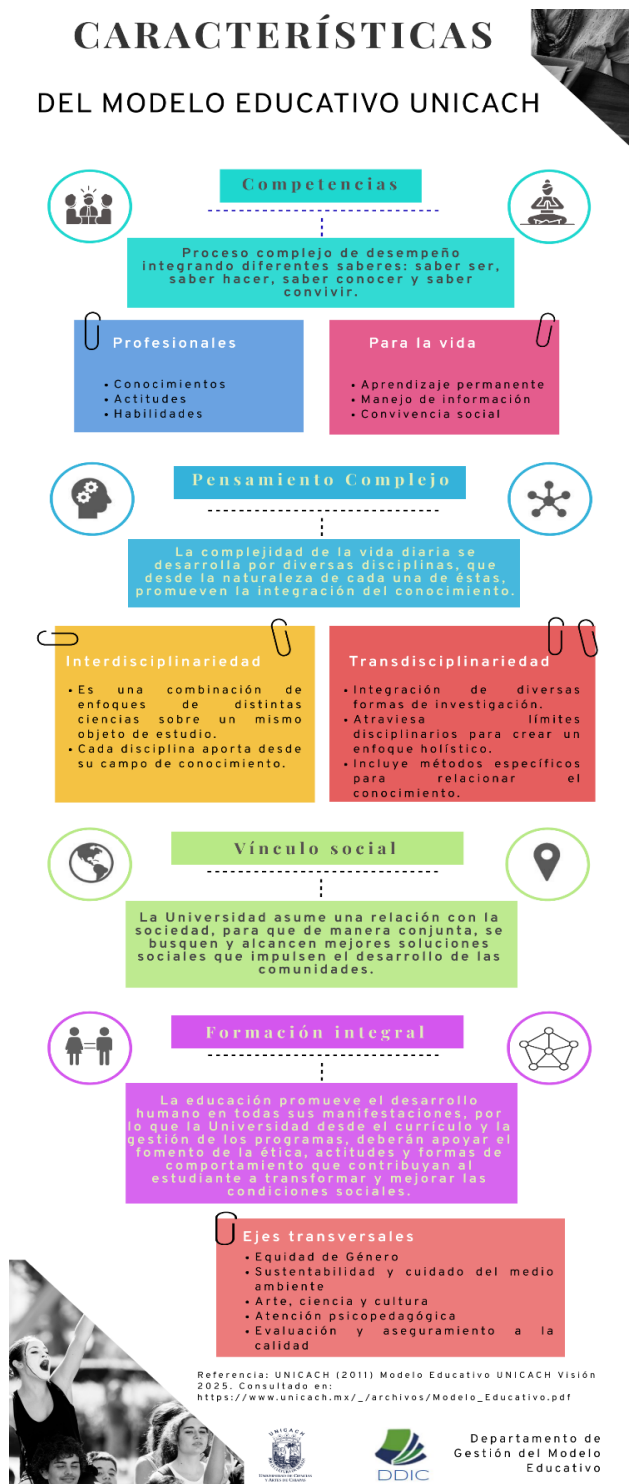 CARACTERÍSTICAS
DEL MODELO EDUCATIVO UNICACH
Competencias
Proceso complejo de desempeño
integrando diferentes saberes: saber ser,
saber hacer, saber conocer y saber
convivir.
Profesionales
• Conocimientos
• Actitudes
• Habilidades
Para la vida
• Aprendizaje permanente
• Manejo de información
• Convivencia social
Pensamiento Complejo
La complejidad de la vida diaria se
desarrolla por diversas disciplinas, que
desde la naturaleza de cada una de éstas,
promueven la integración del conocimiento.
Interdisciplinariedad
• Es una combinación de
enfoques de distintas
ciencias sobre un mismo
objeto de estudio.
• Cada disciplina aporta desde
su campo de conocimiento.
Transdisciplinariedad
• Integración de diversas
formas de investigación.
• Atraviesa límites
disciplinarios para crear un
enfoque holístico.
• Incluye métodos específicos
para relacionar el
conocimiento.
Vínculo social
La Universidad asume una relación con la
sociedad, para que de manera conjunta, se
busquen y alcancen mejores soluciones
sociales que impulsen el desarrollo de las
comunidades.
Formación integral
La educación promueve el desarrollo
humano en todas sus manifestaciones, por
lo que la Universidad desde el currículo y la
gestión de los programas, deberán apoyar el
fomento de la ética, actitudes y formas de
comportamiento que contribuyan al
estudiante a transformar y mejorar las
condiciones sociales.
Ejes transversales
• Equidad de Género
• Sustentabilidad y cuidado del medio
ambiente
• Arte, ciencia y cultura
• Atención psicopedagógica
• Evaluación y aseguramiento a la
calidad
Referencia: UNICACH (2011) Modelo Educativo UNICACH Visión
2025. Consultado en:
https://www.unicach.mx/_/archivos/Modelo_Educativo.pdf
UNICACH
Universidad de Ciencias
y Artes de Chiapas
DDIC
Departamento de
Gestión del Modelo
Educativo